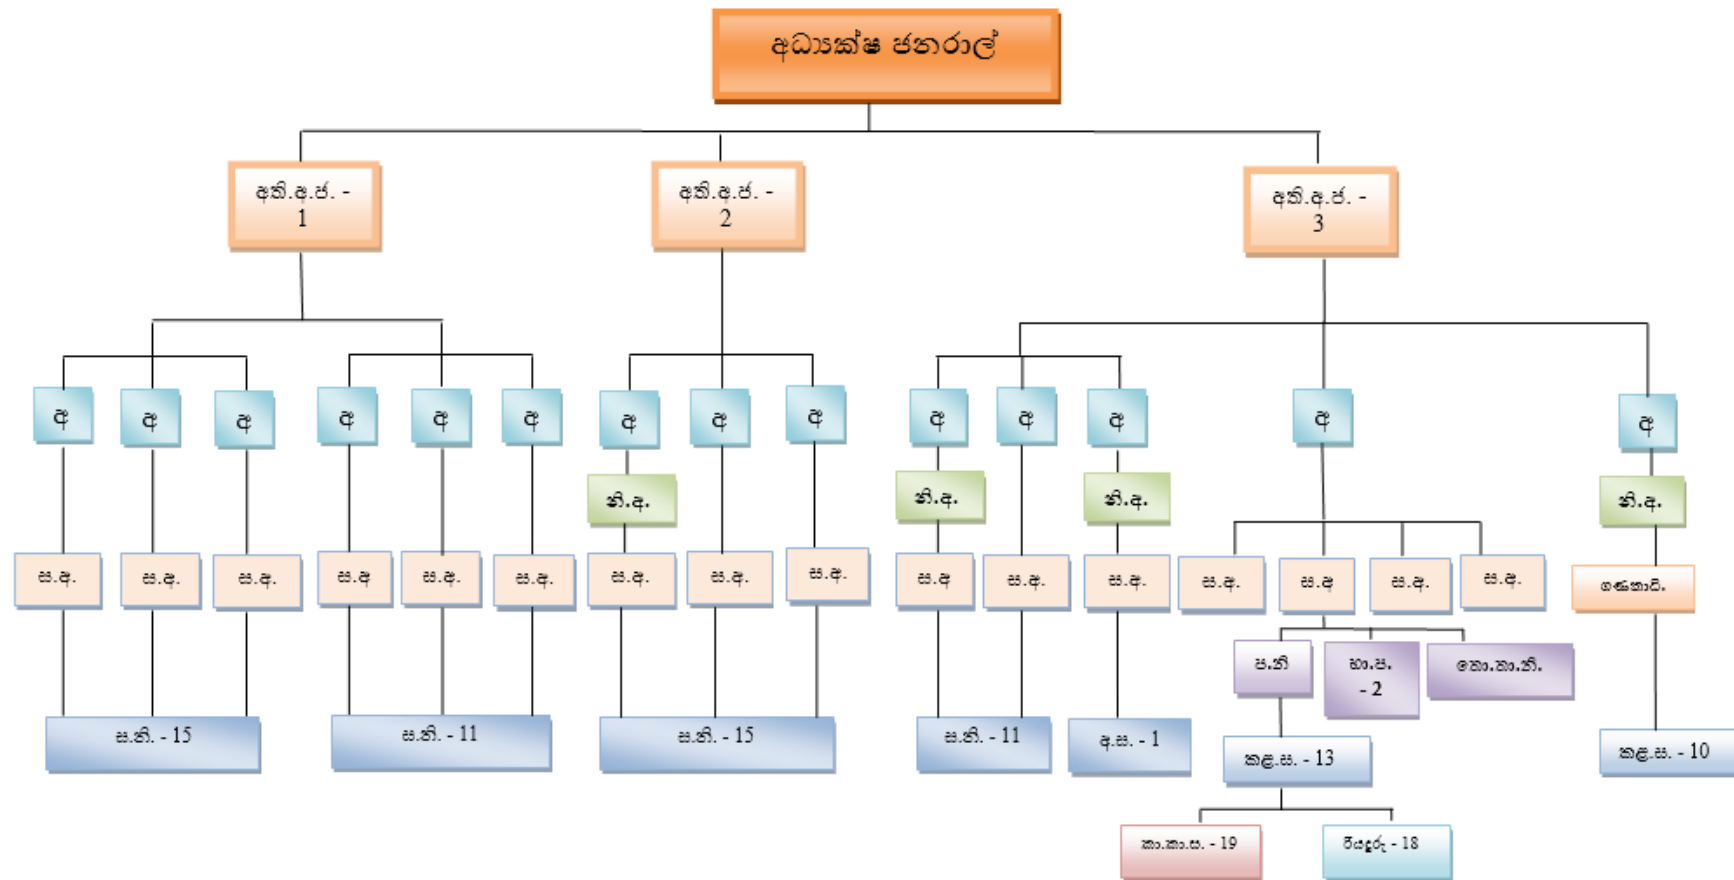 අධ්‍යක්ෂ ජනරාල්
අති.අ.ජ. -
1
අති.අ.ජ. -
2
අති.අ.ජ. -
3
අ
අ
අ
අ
අ
අ
අ
අ
අ
අ
අ
අ
අ
අ
නි.අ.
නි.අ.
නි.අ.
නි.අ.
ස.අ.
ස.අ.
ස.අ.
ස.අ
ස.අ.
ස.අ.
ස.අ.
ස.අ.
ස.අ.
ස.අ
ස.අ.
ස.අ.
ස.අ.
ස.අ
ස.අ.
ස.අ.
ගණකාධි.
ප.නි
භා.ප.
- 2
තො.තා.නි.
ස.නි. - 15
ස.නි. - 11
ස.නි. - 15
ස.නි. - 11
අ.ස. - 1
කළ.ස. - 13
කළ.ස. - 10
කා.කා.ස. - 19
රියදුරු - 18